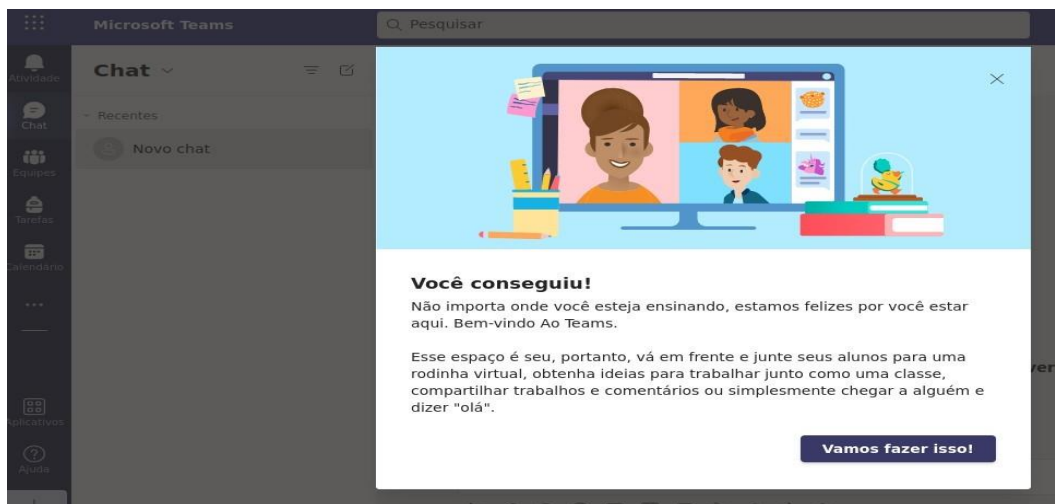 Microsoft Teams
Pesquisar
Atividade
Chat
Equipes
Tarefas
Calendário
Aplicativos
Ajuda
Chat
Recentes
Novo chat
Você conseguiu!
Não importa onde você esteja ensinando, estamos felizes por você estar
aqui. Bem-vindo Ao Teams.
Esse espaço é seu, portanto, vá em frente e junte seus alunos para uma
rodinha virtual, obtenha ideias para trabalhar junto como uma classe,
compartilhar trabalhos e comentários ou simplesmente chegar a alguém e
dizer "olá".
Vamos fazer isso!